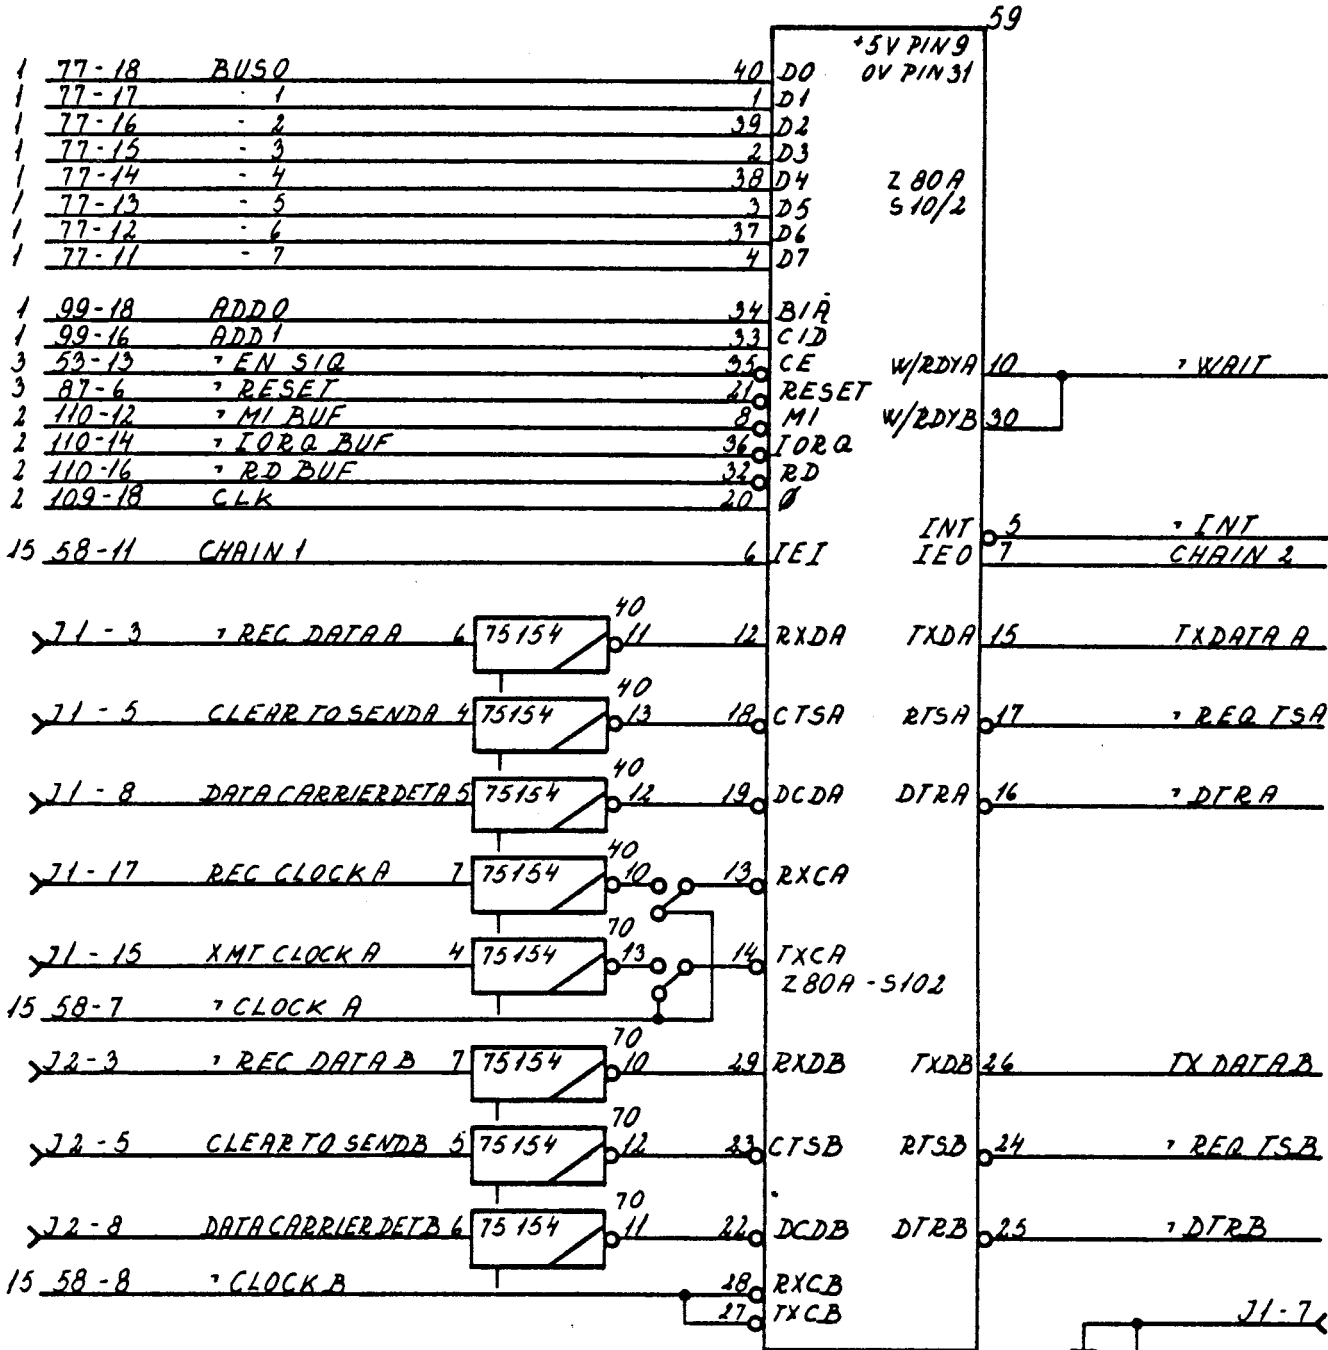 59
+5V PIN 9
1 77-18 BUS0 40 D0 0V PIN 31
1 77-17 - 1 1 D1
1 77-16 - 2 39 D2
1 77-15 - 3 2 D3
1 77-14 - 4 38 D4 Z80A
1 77-13 - 5 3 D5 S10/2
1 77-12 - 6 37 D6
1 77-11 - 7 4 D7
1 99-18 ADD0 34 B/A
1 99-16 ADD1 33 C/D
3 53-13 ¬ EN SIO 35 CE W/RDYA 10 ¬ WAIT
3 87-6 ¬ RESET 21 RESET
2 110-12 ¬ M1 BUF 8 M1 W/RDYB 30
2 110-14 ¬ IORQ BUF 36 IORQ
2 110-16 ¬ RD BUF 32 RD
2 109-18 CLK 20 Ø
INT 5 ¬ INT
15 58-11 CHAIN 1 6 IEI IEO 7 CHAIN 2
40
J1-3 ¬ REC DATA A 6 75154 11 12 RXDA TXDA 15 TXDATA A
40
J1-5 CLEAR TO SENDA 4 75154 13 18 CTSA RTSA 17 ¬ REQ TSA
40
J1-8 DATA CARRIER DETA 5 75154 12 19 DCDA DTRA 16 ¬ DTRA
40
J1-17 REC CLOCK A 7 75154 10 13 RXCA
70
J1-15 XMT CLOCK A 4 75154 13 14 TXCA
Z80A-S102
15 58-7 ¬ CLOCK A
70
J2-3 ¬ REC DATA B 7 75154 10 29 RXDB TXDB 26 TX DATA B
70
J2-5 CLEAR TO SENDB 5 75154 12 23 CTSB RTSB 24 ¬ REQ TSB
70
J2-8 DATA CARRIER DETB 6 75154 11 22 DCDB DTRB 25 ¬ DTRB
15 58-8 ¬ CLOCK B 28 RXCB
27 TXCB
J1-7